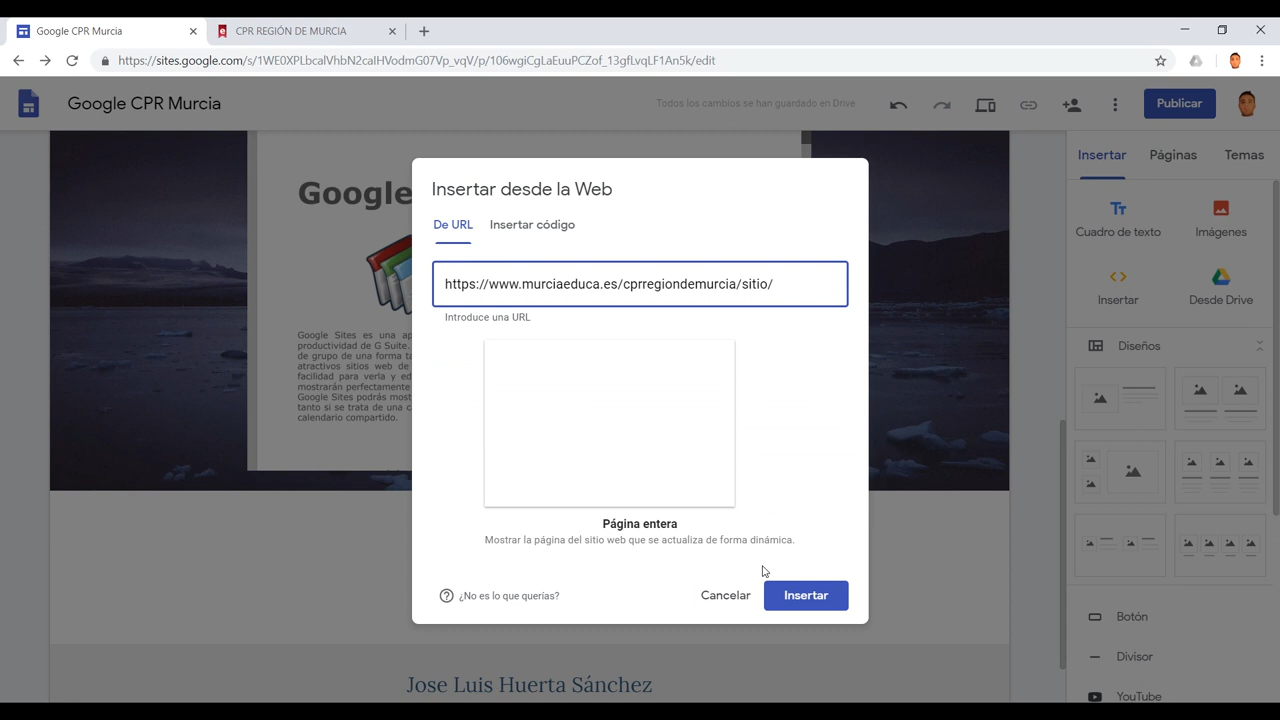 Google CPR Murcia
CPR REGIÓN DE MURCIA
https://sites.google.com/s/1WE0XPLbcalVhbN2caIHVodmG07Vp_vqV/p/106wgiCgLaEuuPCZof_13gfLvqLF1An5k/edit
Google CPR Murcia
Todos los cambios se han guardado en Drive
Publicar
Insertar desde la Web
De URL
Insertar código
https://www.murciaeduca.es/cprregiondemurcia/sitio/
Introduce una URL
Página entera
Mostrar la página del sitio web que se actualiza de forma dinámica.
¿No es lo que querías?
Cancelar
Insertar
Google
Google Sites es una ap
productividad de G Suite.
de grupo de una forma ta
atractivos sitios web de
facilidad para verla y ed
mostrarán perfectamente
Google Sites podrás most
tanto si se trata de una ca
calendario compartido.
Jose Luis Huerta Sánchez
Insertar
Páginas
Temas
Cuadro de texto
Imágenes
Insertar
Desde Drive
Diseños
Botón
Divisor
YouTube